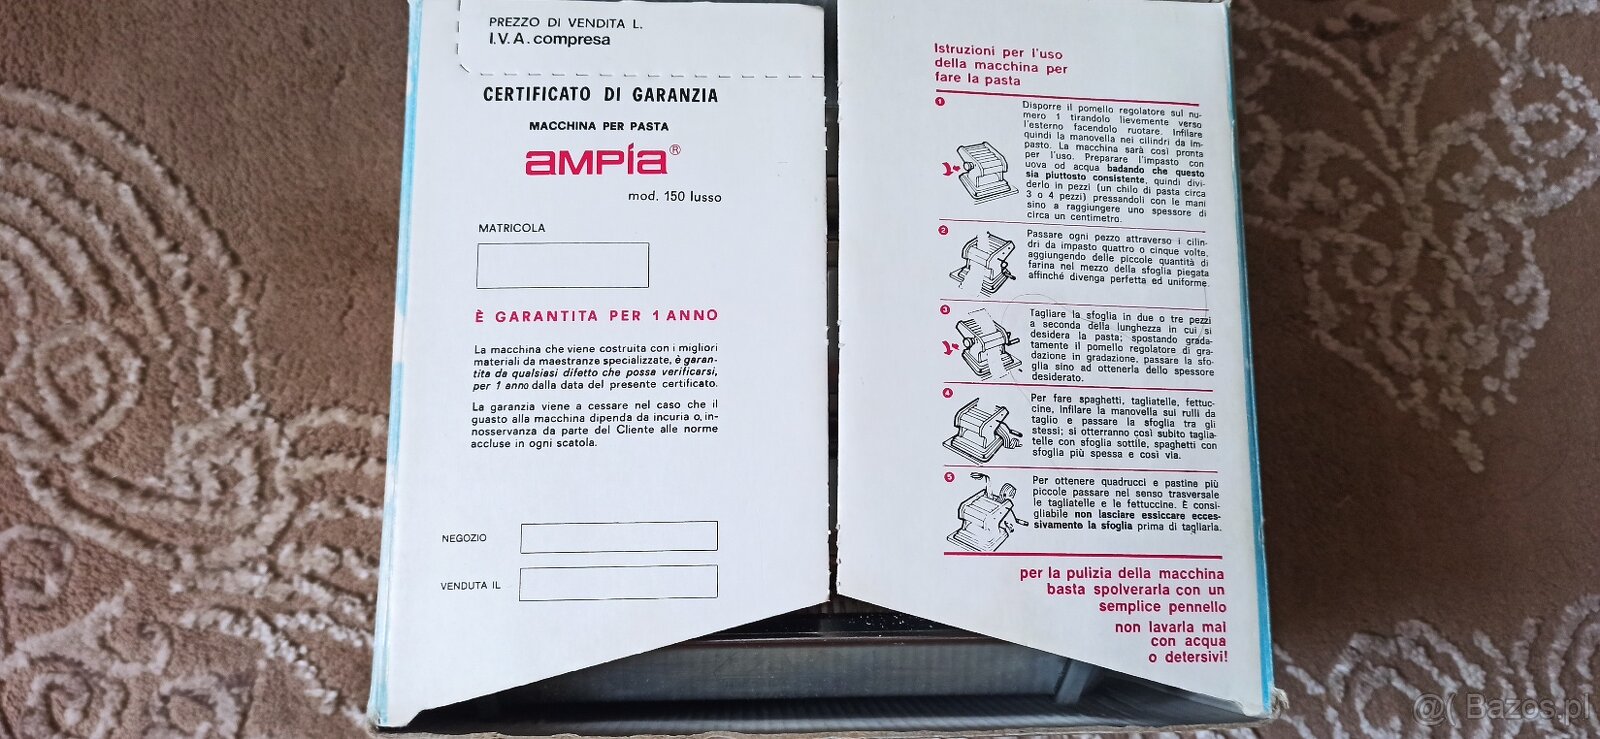 PREZZO DI VENDITA L.
I.V.A. compresa
CERTIFICATO DI GARANZIA
MACCHINA PER PASTA
AMPIA®
mod. 150 lusso
MATRICOLA
È GARANTITA PER 1 ANNO
La macchina che viene costruita con i migliori
materiali da maestranze specializzate, è garan-
tita da qualsiasi difetto che possa verificarsi,
per 1 anno dalla data del presente certificato.
La garanzia viene a cessare nel caso che il
guasto alla macchina dipenda da incuria o, in-
nosservanza da parte del Cliente alle norme
accluse in ogni scatola.
NEGOZIO
VENDUTA IL
Istruzioni per l'uso
della macchina per
fare la pasta
1
Disporre il pomello regolatore sul nu-
mero 1 tirandolo lievemente verso
l'esterno facendolo ruotare. Infilare
quindi la manovella nei cilindri da im-
pasto. La macchina sarà così pronta
per l'uso. Preparare l'impasto con
uova od acqua badando che questo
sia piuttosto consistente, quindi divi-
derlo in pezzi (un chilo di pasta circa
3 o 4 pezzi) pressandoli con le mani
sino a raggiungere uno spessore di
circa un centimetro.
2
Passare ogni pezzo attraverso i cilin-
dri da impasto quattro o cinque volte,
aggiungendo delle piccole quantità di
farina nel mezzo della sfoglia piegata
affinché divenga perfetta ed uniforme.
3
Tagliare la sfoglia in due o tre pezzi
a seconda della lunghezza in cui si
desidera la pasta; spostando grada-
tamente il pomello regolatore di gra-
dazione in gradazione, passare la sfo-
glia sino ad ottenerla dello spessore
desiderato.
4
Per fare spaghetti, tagliatelle, fettuc-
cine, infilare la manovella sui rulli da
taglio e passare la sfoglia tra gli
stessi; si otterranno così subito taglia-
telle con sfoglia sottile, spaghetti con
sfoglia più spessa e così via.
5
Per ottenere quadrucci e pastine più
piccole passare nel senso trasversale
le tagliatelle e le fettuccine. È consi-
gliabile non lasciare essiccare ecces-
sivamente la sfoglia prima di tagliarla.
per la pulizia della macchina
basta spolverarla con un
semplice pennello
non lavarla mai
con acqua
o detersivi!
@( Bazos.pl